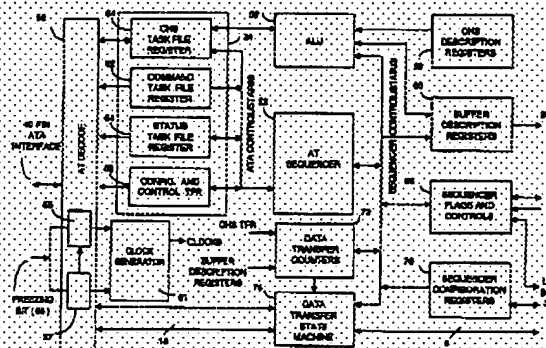 CHS
TASK FILE
REGISTER
COMMAND
TASK FILE
REGISTER
STATUS
TASK FILE
REGISTER
CONFIG. AND
CONTROL TFR
40 PIN
ATA
INTERFACE
AT DECODE
ATA CONTROL/STATUS
ALU
AT
SEQUENCER
SEQUENCER CONTROL/STATUS
CHS
DESCRIPTION
REGISTERS
BUFFER
DESCRIPTION
REGISTERS
SEQUENCER
FLAGS AND
CONTROLS
SEQUENCER
CONFIGURATION
REGISTERS
CLOCK
GENERATOR
CLOCKS
CHS TFR
BUFFER
DESCRIPTION
REGISTERS
DATA
TRANSFER
COUNTERS
DATA
TRANSFER
STATE
MACHINE
FREEZING